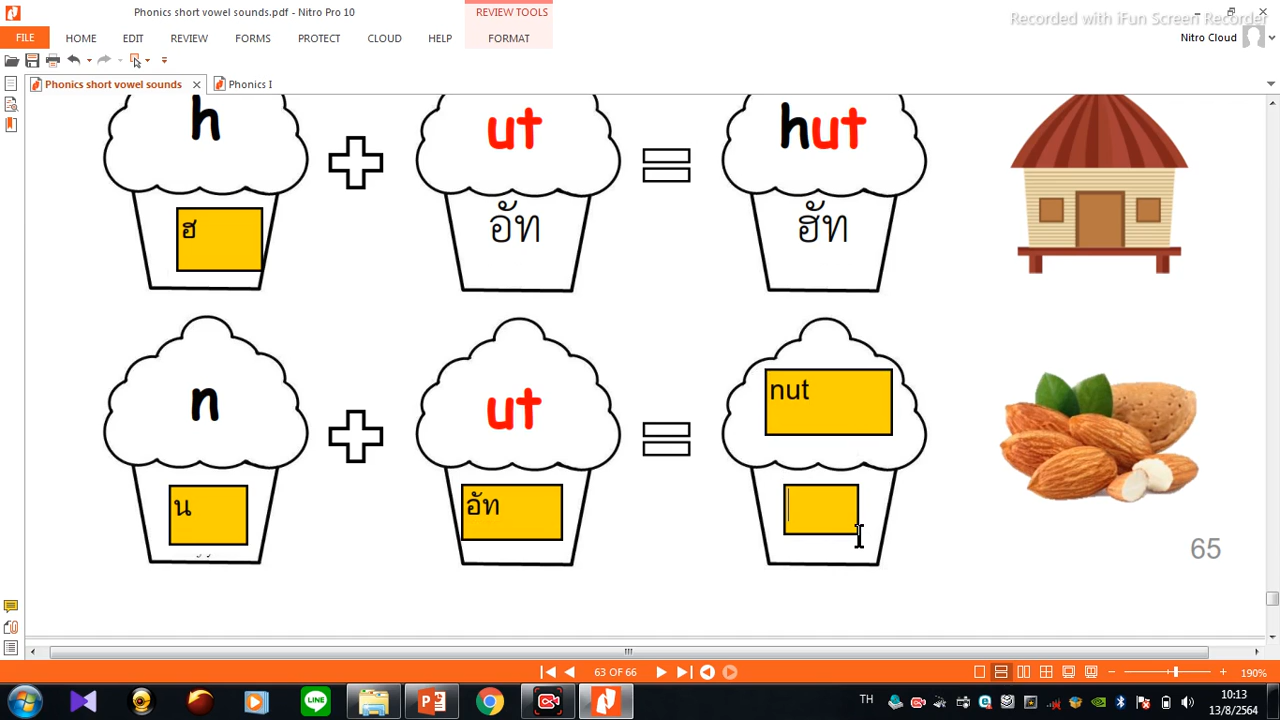 Phonics short vowel sounds.pdf - Nitro Pro 10
REVIEW TOOLS
Recorded with iFun Screen Recorder
FILE HOME EDIT REVIEW FORMS PROTECT CLOUD HELP FORMAT
Nitro Cloud
Phonics short vowel sounds
Phonics I
h ut hut
ฮ อัท ฮัท
n ut nut
น อัท
65
63 OF 66
190%
TH
10:13
13/8/2564